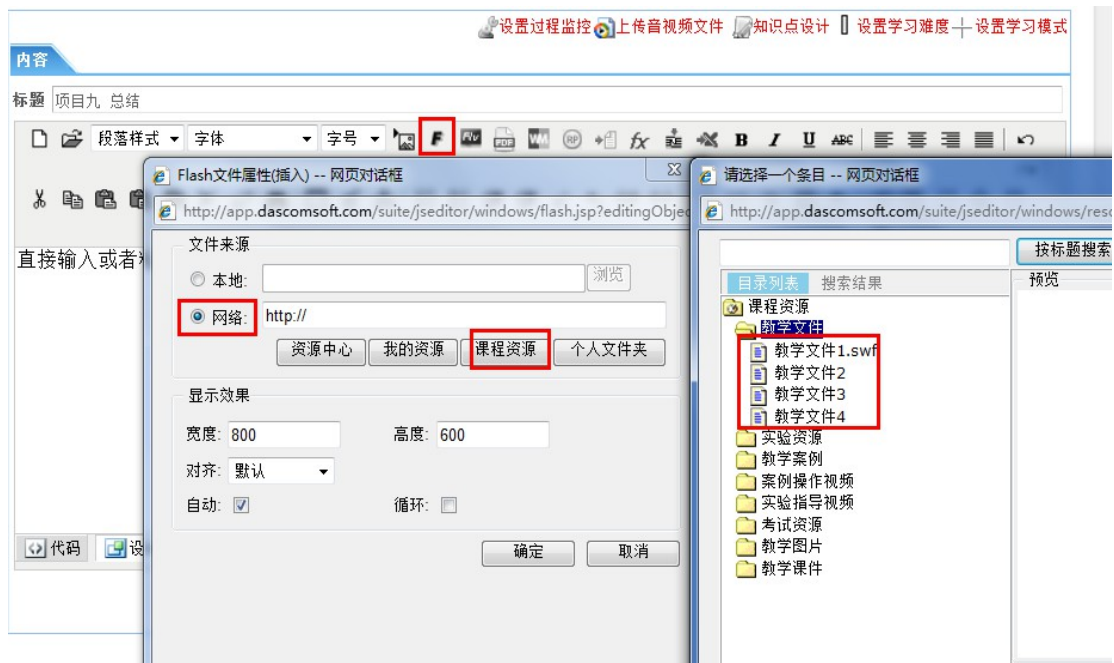 设置过程监控 上传音视频文件 知识点设计 设置学习难度 设置学习模式
内容
标题 项目九 总结
段落样式 字体 字号 F Flv PDF WM RP fx B I U ABC
Flash文件属性(插入) -- 网页对话框
http://app.dascomsoft.com/suite/jseditor/windows/flash.jsp?editingObjec
直接输入或者
文件来源
本地: 浏览
网络: http://
资源中心 我的资源 课程资源 个人文件夹
显示效果
宽度: 800 高度: 600
对齐: 默认
自动: 循环:
确定 取消
代码 设
请选择一个条目 -- 网页对话框
http://app.dascomsoft.com/suite/jseditor/windows/reso
按标题搜索
目录列表 搜索结果 预览
课程资源
教学文件
教学文件1.swf
教学文件2
教学文件3
教学文件4
实验资源
教学案例
案例操作视频
实验指导视频
考试资源
教学图片
教学课件